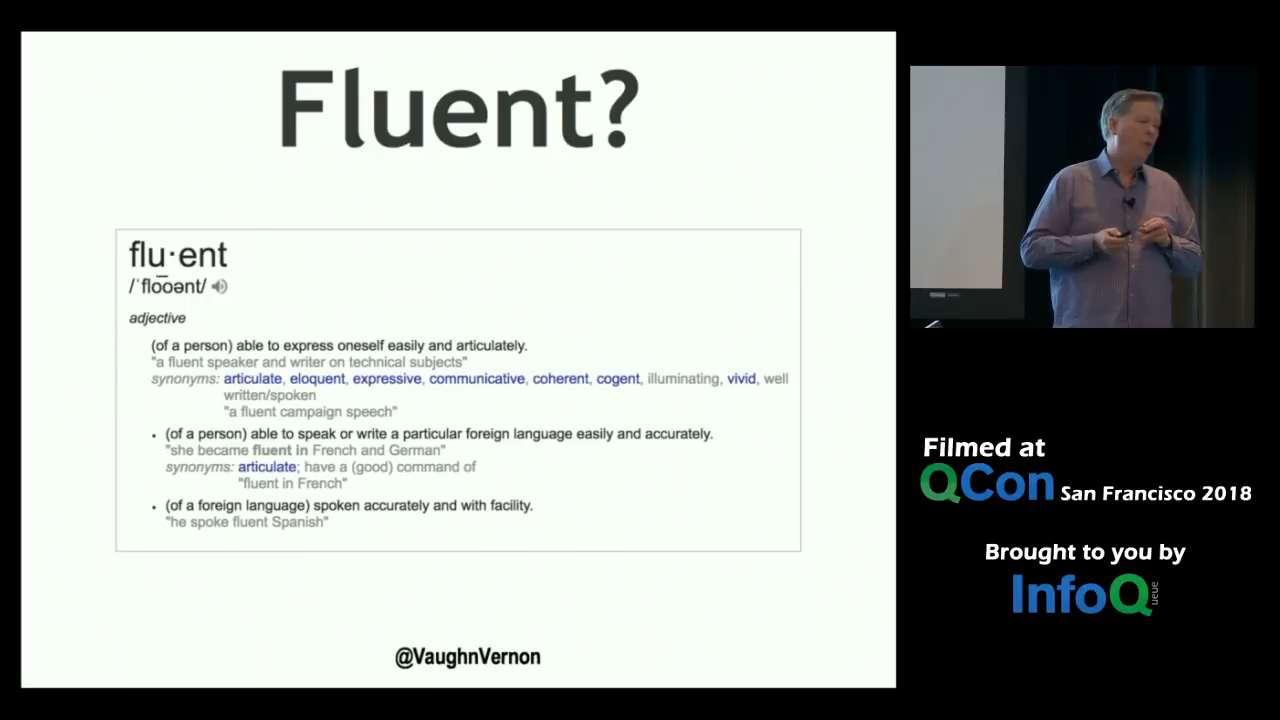 Fluent?
flu·ent
/ˈflo͞oənt/
adjective
(of a person) able to express oneself easily and articulately.
"a fluent speaker and writer on technical subjects"
synonyms: articulate, eloquent, expressive, communicative, coherent, cogent, illuminating, vivid, well
written/spoken
"a fluent campaign speech"
• (of a person) able to speak or write a particular foreign language easily and accurately.
"she became fluent in French and German"
synonyms: articulate; have a (good) command of
"fluent in French"
• (of a foreign language) spoken accurately and with facility.
"he spoke fluent Spanish"
@VaughnVernon
Filmed at
QCon San Francisco 2018
Brought to you by
InfoQueue